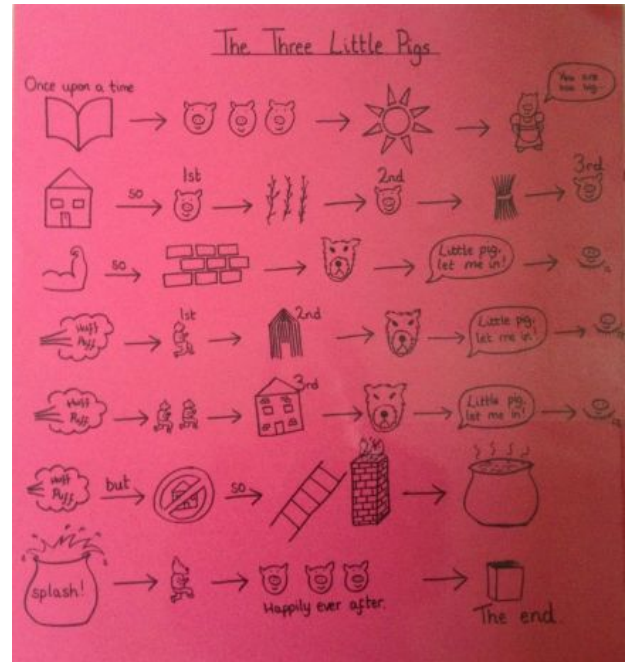 The Three Little Pigs
Once upon a time
You are
too big...
so
1st
2nd
3rd
so
Little pig,
let me in!
Huff
Puff
1st
2nd
Little pig,
let me in!
Huff
Puff
3rd
Little pig,
let me in!
Huff
Puff
but
so
splash!
Happily ever after.
The end.